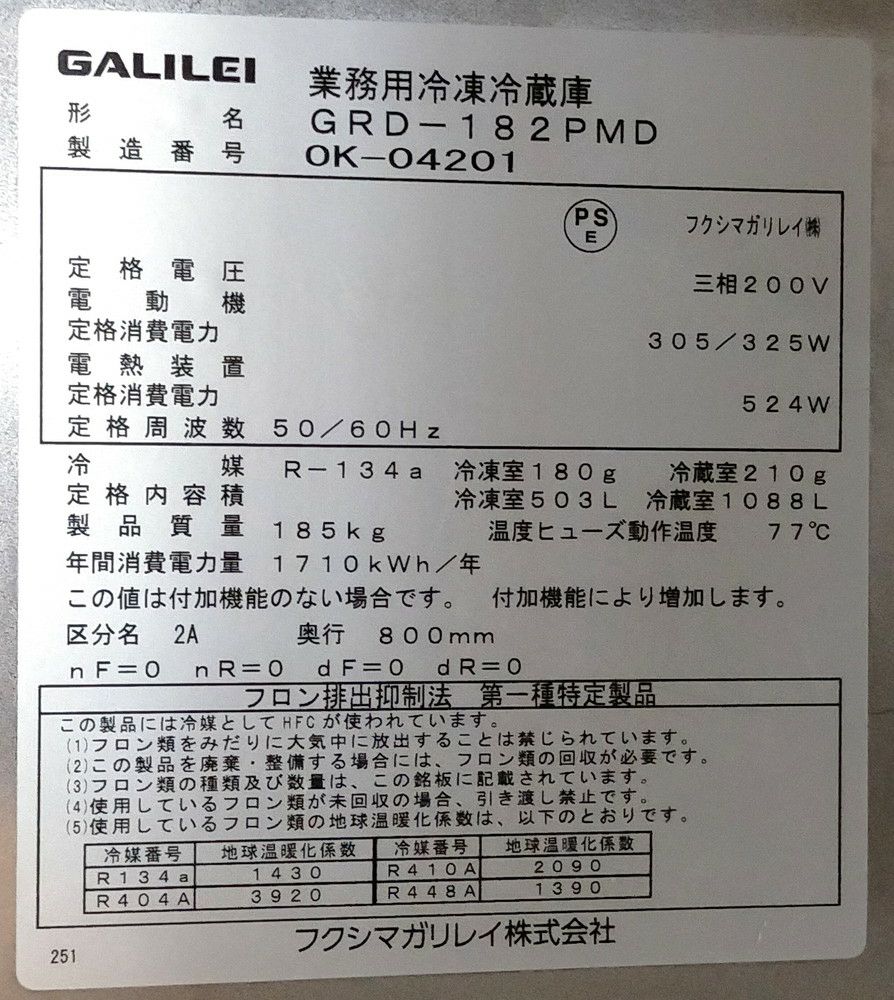 GALILEI 業務用冷凍冷蔵庫
形名 GRD-182PMD
製造番号 OK-04201
PS E フクシマガリレイ㈱
定格電圧 三相200V
電動機
定格消費電力 305/325W
電熱装置
定格消費電力 524W
定格周波数 50/60Hz
冷媒 R-134a 冷凍室180g 冷蔵室210g
定格内容積 冷凍室503L 冷蔵室1088L
製品質量 185kg 温度ヒューズ動作温度 77℃
年間消費電力量 1710kWh/年
この値は付加機能のない場合です。 付加機能により増加します。
区分名 2A 奥行 800mm
nF=0 nR=0 dF=0 dR=0
フロン排出抑制法 第一種特定製品
この製品には冷媒としてHFCが使われています。
(1)フロン類をみだりに大気中に放出することは禁じられています。
(2)この製品を廃棄・整備する場合には、フロン類の回収が必要です。
(3)フロン類の種類及び数量は、この銘板に記載されています。
(4)使用しているフロン類が未回収の場合、引き渡し禁止です。
(5)使用しているフロン類の地球温暖化係数は、以下のとおりです。
冷媒番号 地球温暖化係数 冷媒番号 地球温暖化係数
R134a 1430 R410A 2090
R404A 3920 R448A 1390
フクシマガリレイ株式会社
251